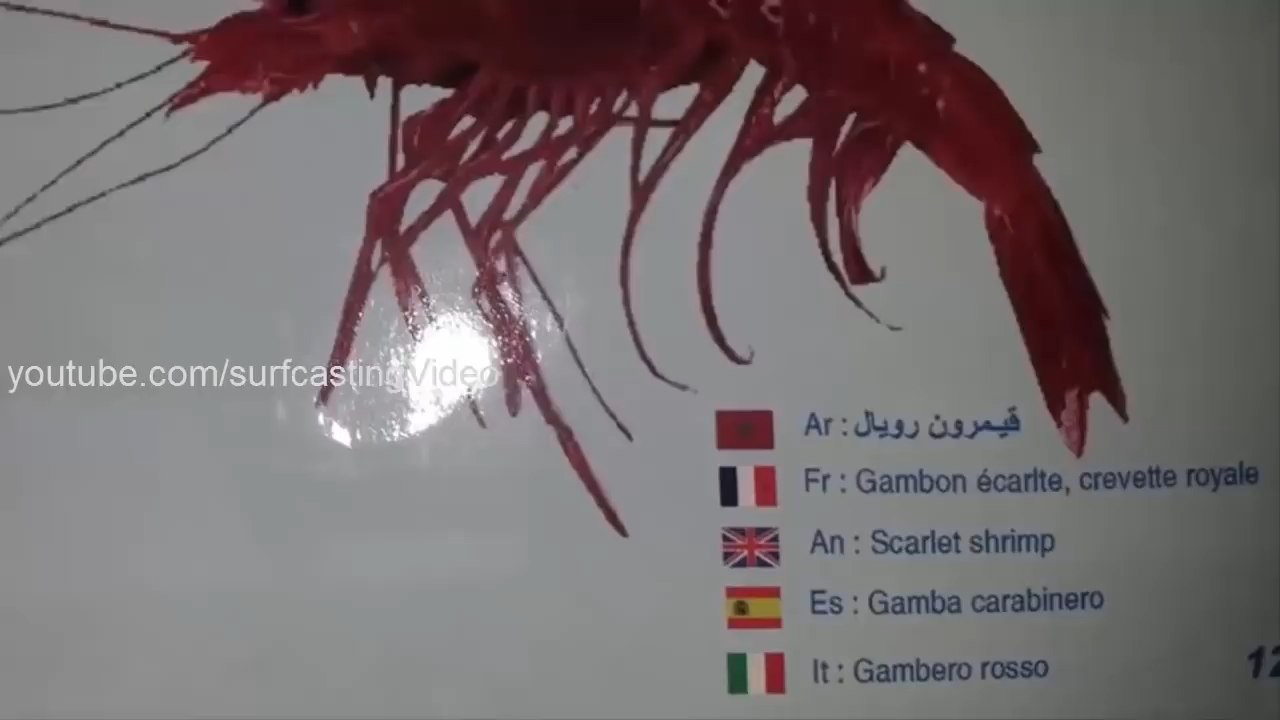 youtube.com/surfcastingVideo
Ar : قيمرون رويال
Fr : Gambon écarlte, crevette royale
An : Scarlet shrimp
Es : Gamba carabinero
It : Gambero rosso